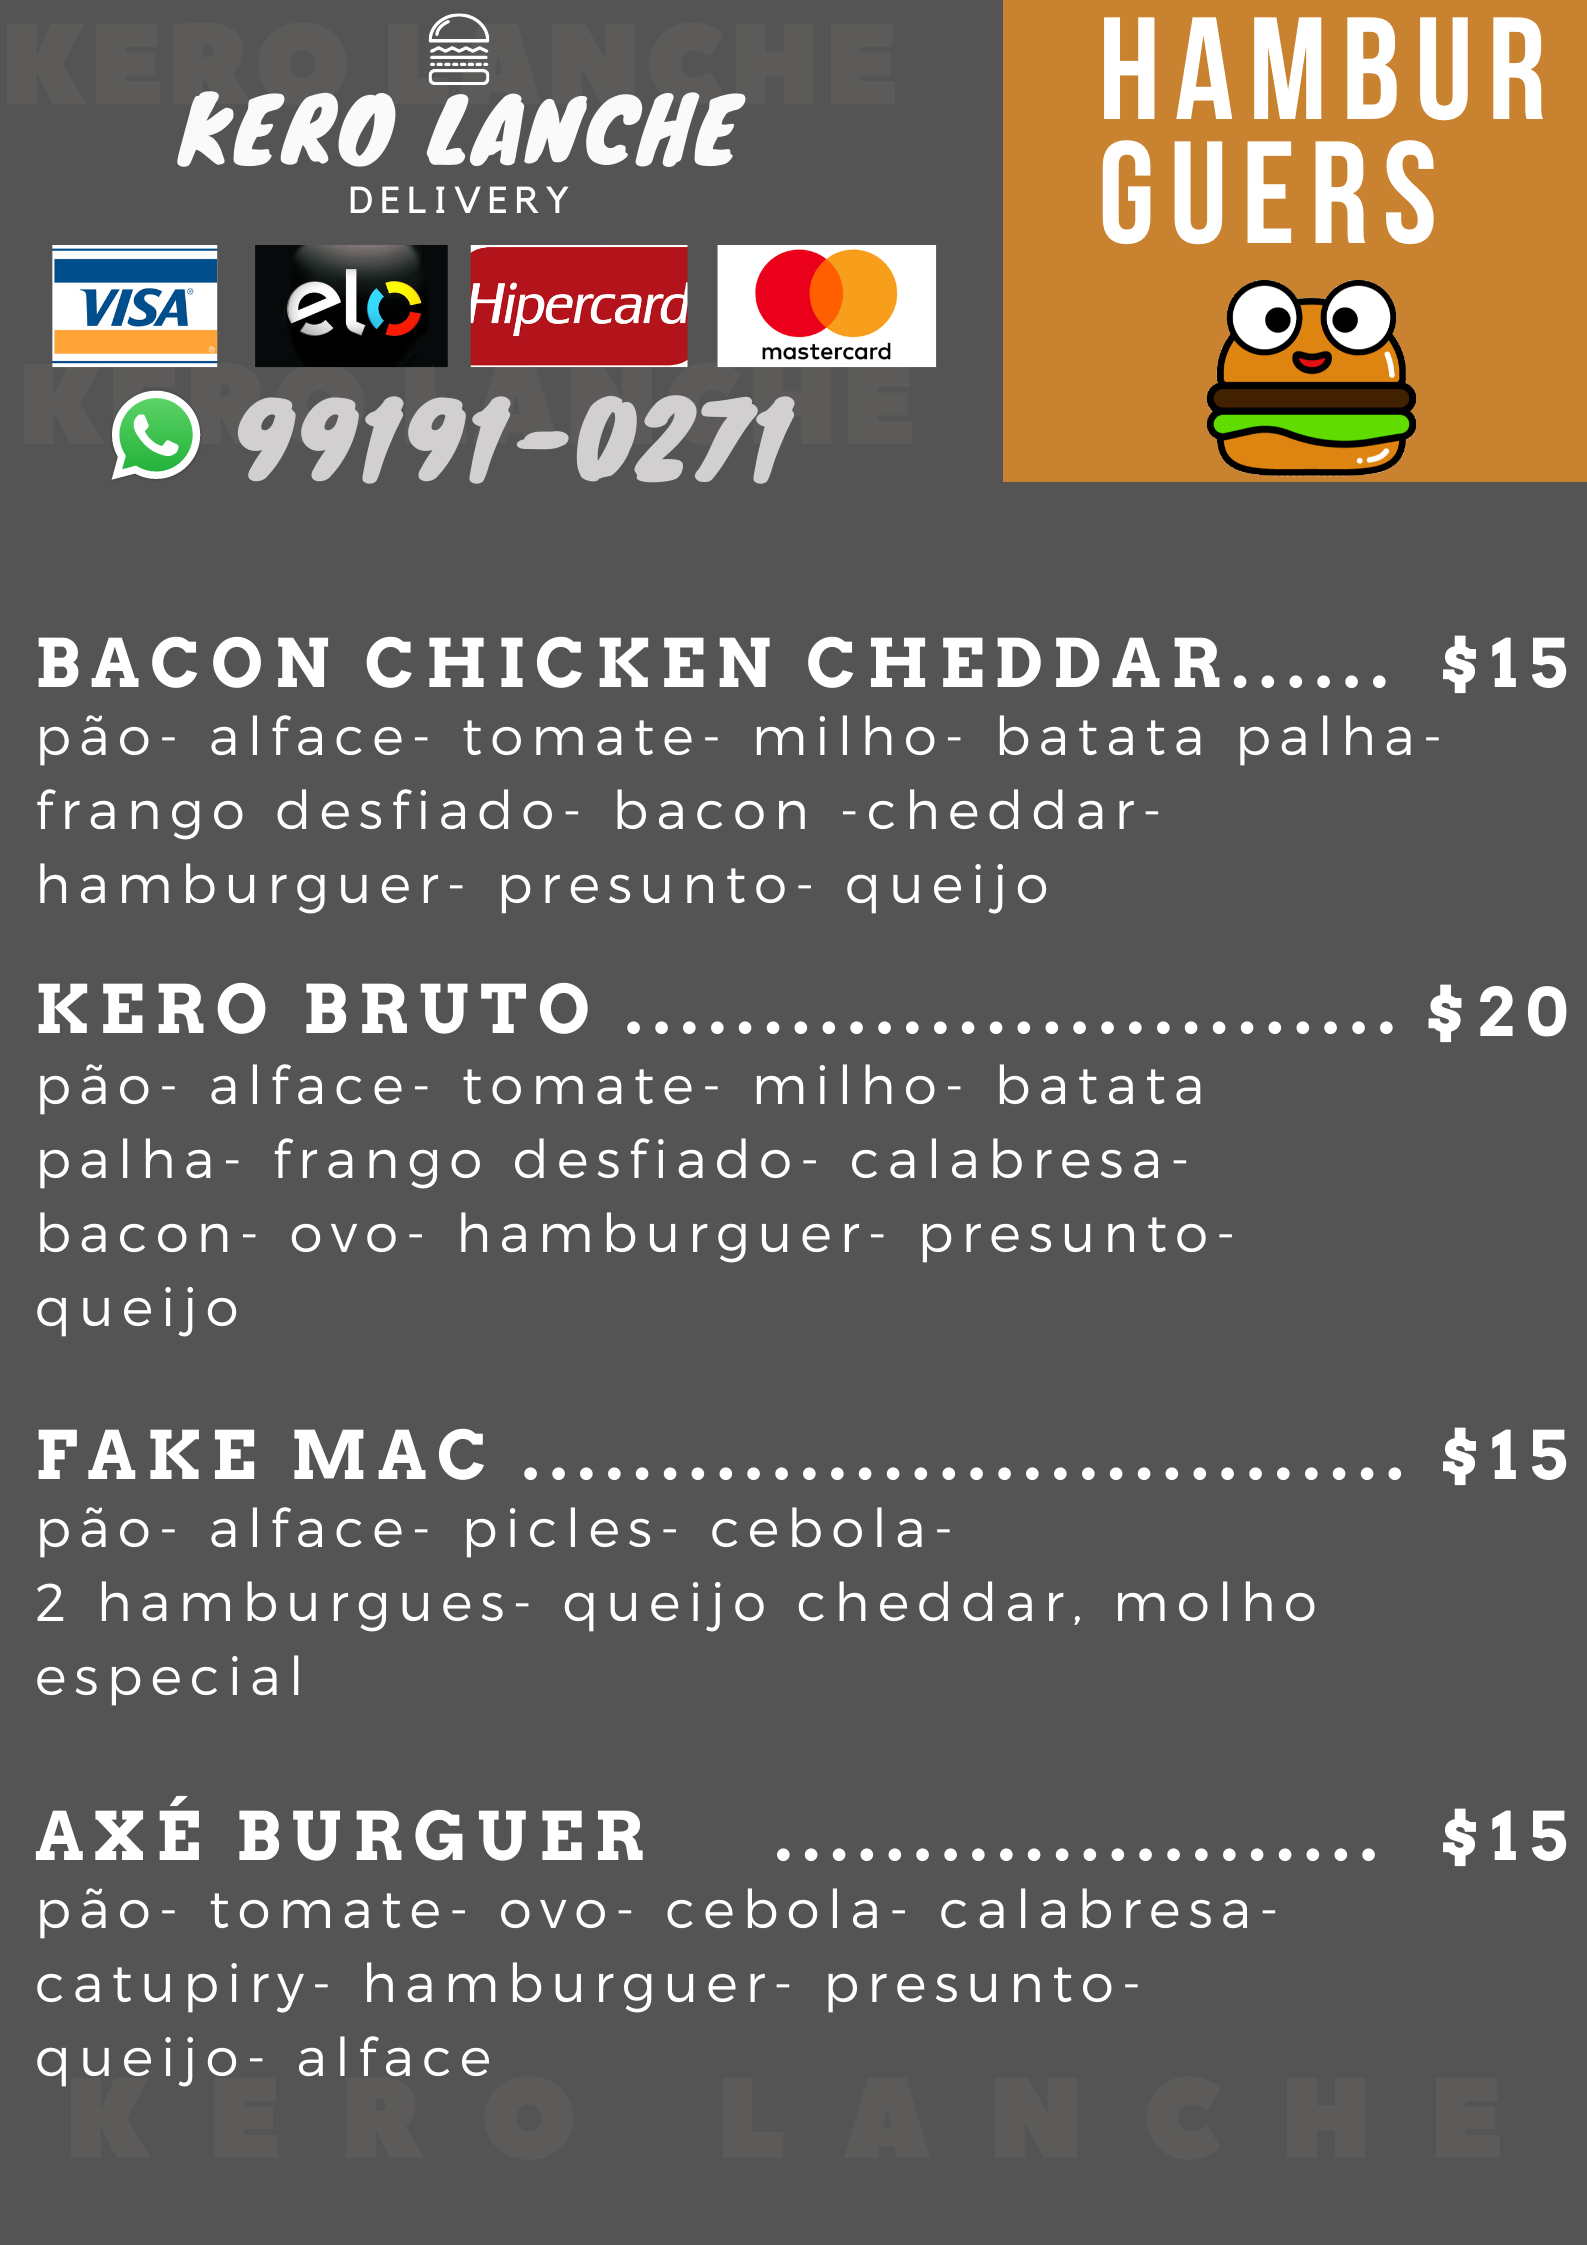 KERO LANCHE
KERO LANCHE
DELIVERY
VISA
elo
Hipercard
mastercard
KERO LANCHE
99191-0271
HAMBUR
GUERS
BACON CHICKEN CHEDDAR...... $15
pão- alface- tomate- milho- batata palha-
frango desfiado- bacon -cheddar-
hamburguer- presunto- queijo
KERO BRUTO ............................ $20
pão- alface- tomate- milho- batata
palha- frango desfiado- calabresa-
bacon- ovo- hamburguer- presunto-
queijo
FAKE MAC ................................ $15
pão- alface- picles- cebola-
2 hamburgues- queijo cheddar, molho
especial
AXÉ BURGUER ...................... $15
pão- tomate- ovo- cebola- calabresa-
catupiry- hamburguer- presunto-
queijo- alface
KERO LANCHE